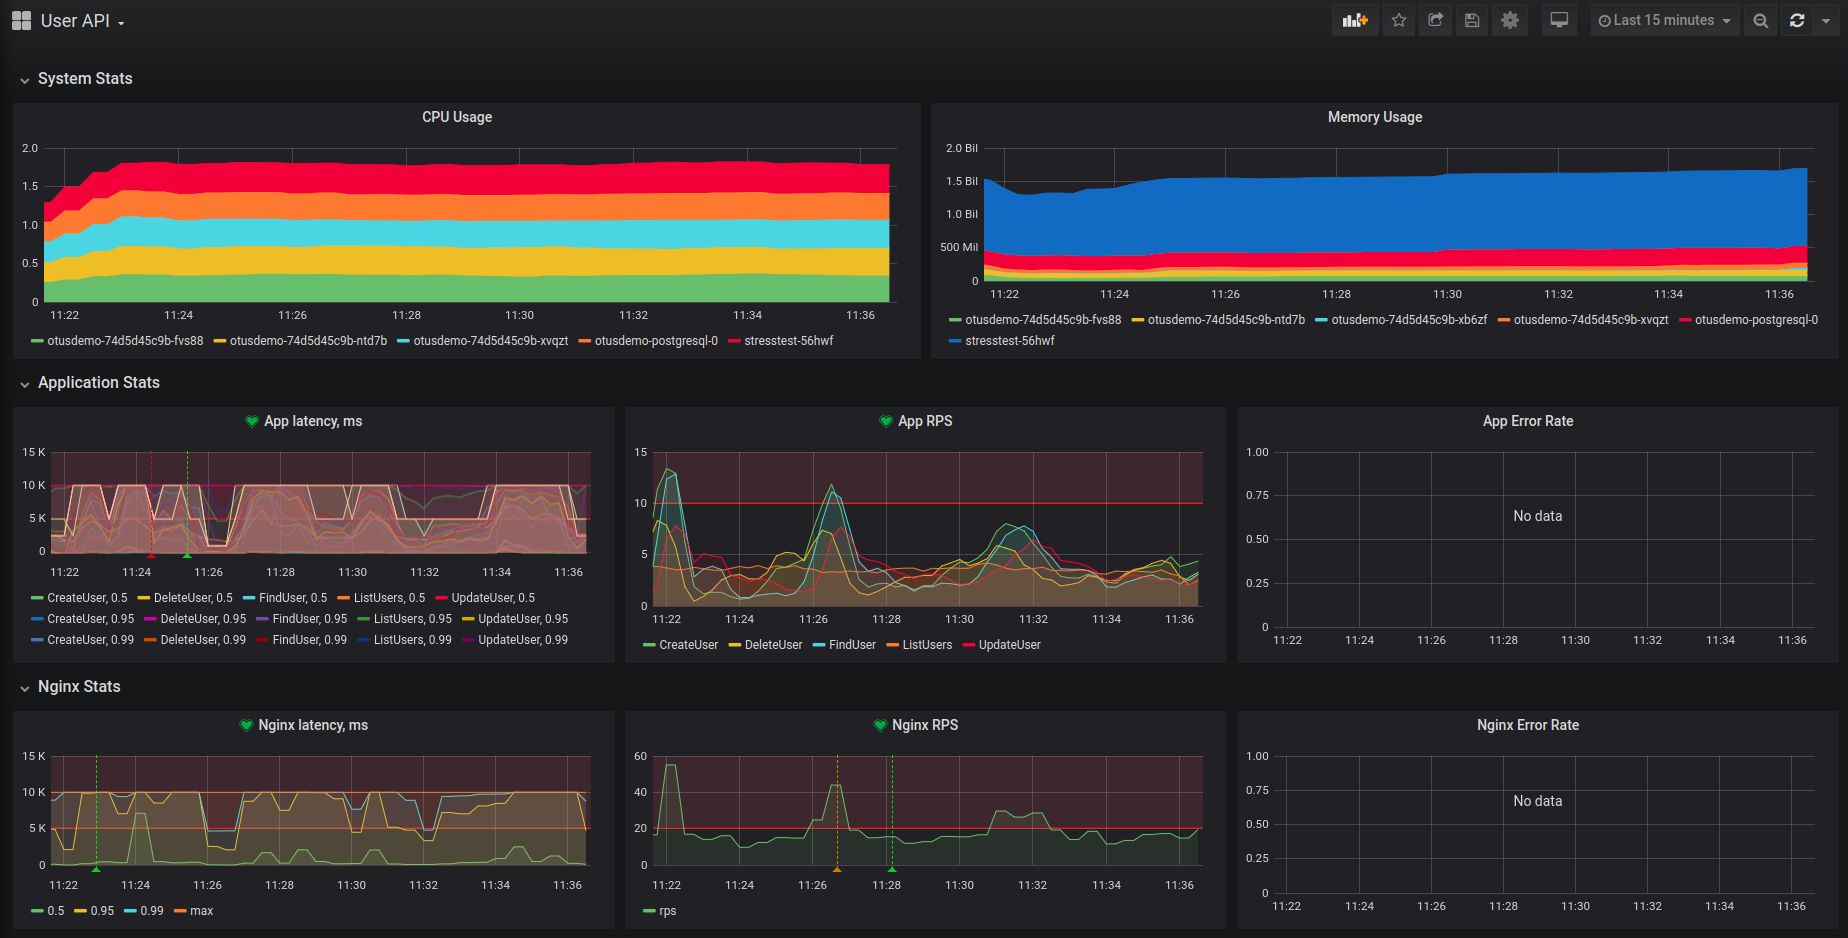 User API
Last 15 minutes
System Stats
CPU Usage
2.0
1.5
1.0
0.5
0
11:22 11:24 11:26 11:28 11:30 11:32 11:34 11:36
otusdemo-74d5d45c9b-fvs88 otusdemo-74d5d45c9b-ntd7b otusdemo-74d5d45c9b-xvqzt otusdemo-postgresql-0 stresstest-56hwf
Memory Usage
2.0 Bil
1.5 Bil
1.0 Bil
500 Mil
0
11:22 11:24 11:26 11:28 11:30 11:32 11:34 11:36
otusdemo-74d5d45c9b-fvs88 otusdemo-74d5d45c9b-ntd7b otusdemo-74d5d45c9b-xb6zf otusdemo-74d5d45c9b-xvqzt otusdemo-postgresql-0
stresstest-56hwf
Application Stats
App latency, ms
15 K
10 K
5 K
0
11:22 11:24 11:26 11:28 11:30 11:32 11:34 11:36
CreateUser, 0.5 DeleteUser, 0.5 FindUser, 0.5 ListUsers, 0.5 UpdateUser, 0.5
CreateUser, 0.95 DeleteUser, 0.95 FindUser, 0.95 ListUsers, 0.95 UpdateUser, 0.95
CreateUser, 0.99 DeleteUser, 0.99 FindUser, 0.99 ListUsers, 0.99 UpdateUser, 0.99
App RPS
15
10
5
0
11:22 11:24 11:26 11:28 11:30 11:32 11:34 11:36
CreateUser DeleteUser FindUser ListUsers UpdateUser
App Error Rate
1.00
0.75
0.50
0.25
0
No data
11:22 11:24 11:26 11:28 11:30 11:32 11:34 11:36
Nginx Stats
Nginx latency, ms
15 K
10 K
5 K
0
11:22 11:24 11:26 11:28 11:30 11:32 11:34 11:36
0.5 0.95 0.99 max
Nginx RPS
60
40
20
0
11:22 11:24 11:26 11:28 11:30 11:32 11:34 11:36
rps
Nginx Error Rate
1.00
0.75
0.50
0.25
0
No data
11:22 11:24 11:26 11:28 11:30 11:32 11:34 11:36